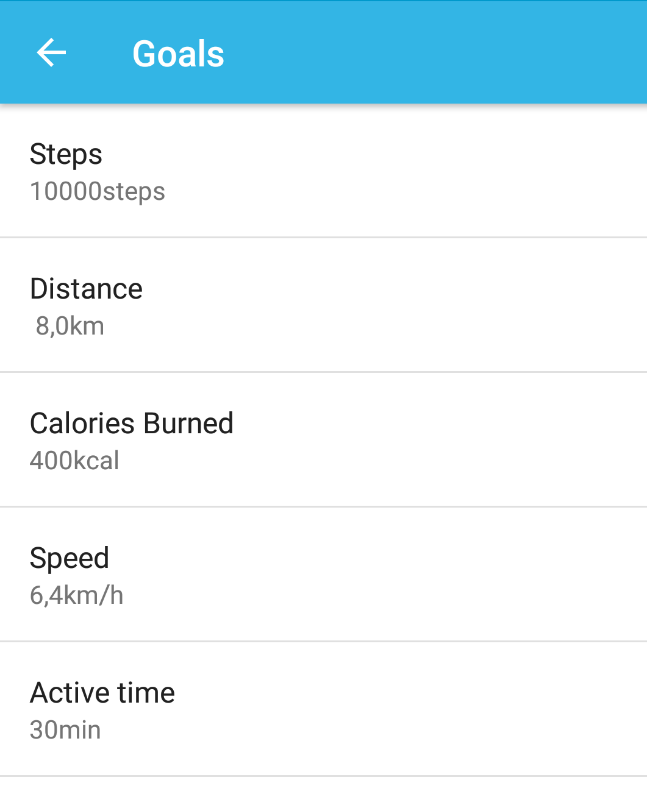 Goals
Steps
10000steps
Distance
8,0km
Calories Burned
400kcal
Speed
6,4km/h
Active time
30min